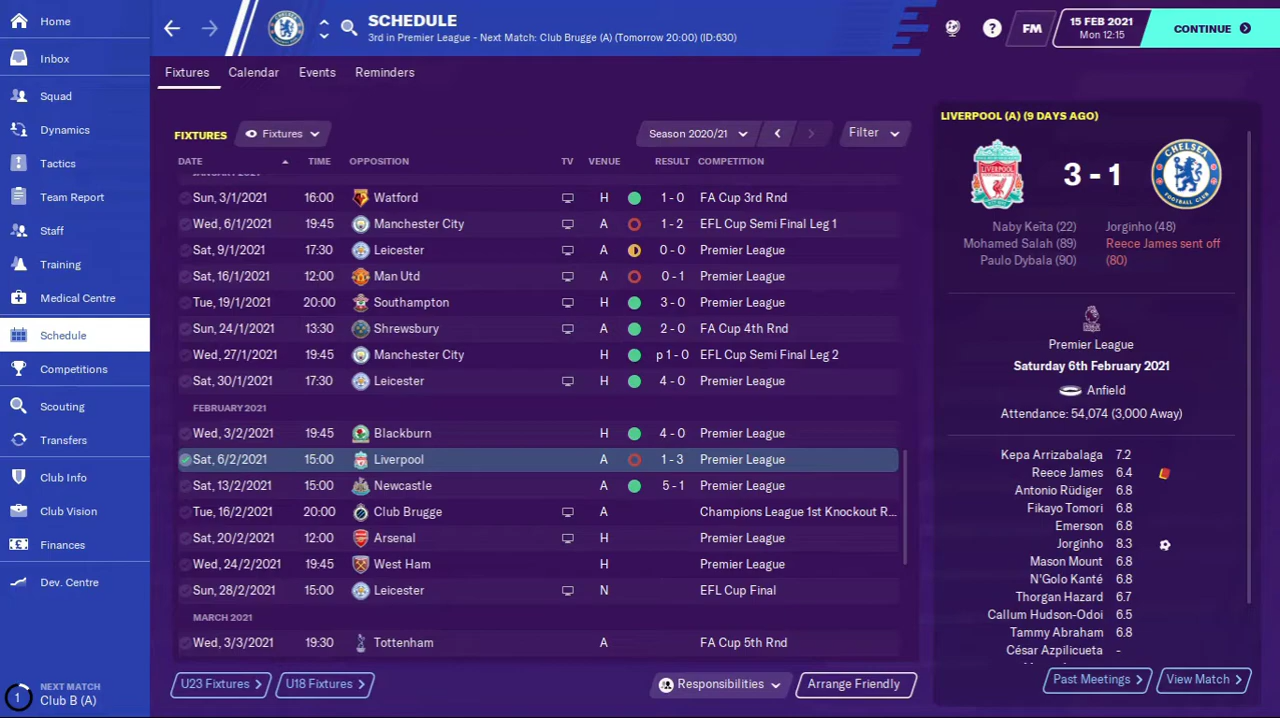 Home
Inbox
Squad
Dynamics
Tactics
Team Report
Staff
Training
Medical Centre
Schedule
Competitions
Scouting
Transfers
Club Info
Club Vision
Finances
Dev. Centre
1
NEXT MATCH
Club B (A)
SCHEDULE
3rd in Premier League - Next Match: Club Brugge (A) (Tomorrow 20:00) (ID:630)
? FM
15 FEB 2021
Mon 12:15
CONTINUE
Fixtures Calendar Events Reminders
FIXTURES Fixtures Season 2020/21 Filter
DATE TIME OPPOSITION TV VENUE RESULT COMPETITION
JANUARY 2021
Sun, 3/1/2021 16:00 Watford H 1 - 0 FA Cup 3rd Rnd
Wed, 6/1/2021 19:45 Manchester City A 1 - 2 EFL Cup Semi Final Leg 1
Sat, 9/1/2021 17:30 Leicester A 0 - 0 Premier League
Sat, 16/1/2021 12:00 Man Utd A 0 - 1 Premier League
Tue, 19/1/2021 20:00 Southampton H 3 - 0 Premier League
Sun, 24/1/2021 13:30 Shrewsbury A 2 - 0 FA Cup 4th Rnd
Wed, 27/1/2021 19:45 Manchester City H p 1 - 0 EFL Cup Semi Final Leg 2
Sat, 30/1/2021 17:30 Leicester H 4 - 0 Premier League
FEBRUARY 2021
Wed, 3/2/2021 19:45 Blackburn H 4 - 0 Premier League
Sat, 6/2/2021 15:00 Liverpool A 1 - 3 Premier League
Sat, 13/2/2021 15:00 Newcastle A 5 - 1 Premier League
Tue, 16/2/2021 20:00 Club Brugge A Champions League 1st Knockout R...
Sat, 20/2/2021 12:00 Arsenal H Premier League
Wed, 24/2/2021 19:45 West Ham H Premier League
Sun, 28/2/2021 15:00 Leicester N EFL Cup Final
MARCH 2021
Wed, 3/3/2021 19:30 Tottenham A FA Cup 5th Rnd
U23 Fixtures U18 Fixtures Responsibilities Arrange Friendly
LIVERPOOL (A) (9 DAYS AGO)
3 - 1
Naby Keïta (22) Jorginho (48)
Mohamed Salah (89) Reece James sent off
Paulo Dybala (90) (80)
Premier League
Saturday 6th February 2021
Anfield
Attendance: 54,074 (3,000 Away)
Kepa Arrizabalaga 7.2
Reece James 6.4
Antonio Rüdiger 6.8
Fikayo Tomori 6.8
Emerson 6.8
Jorginho 8.3
Mason Mount 6.8
N'Golo Kanté 6.8
Thorgan Hazard 6.7
Callum Hudson-Odoi 6.5
Tammy Abraham 6.8
César Azpilicueta -
Past Meetings View Match